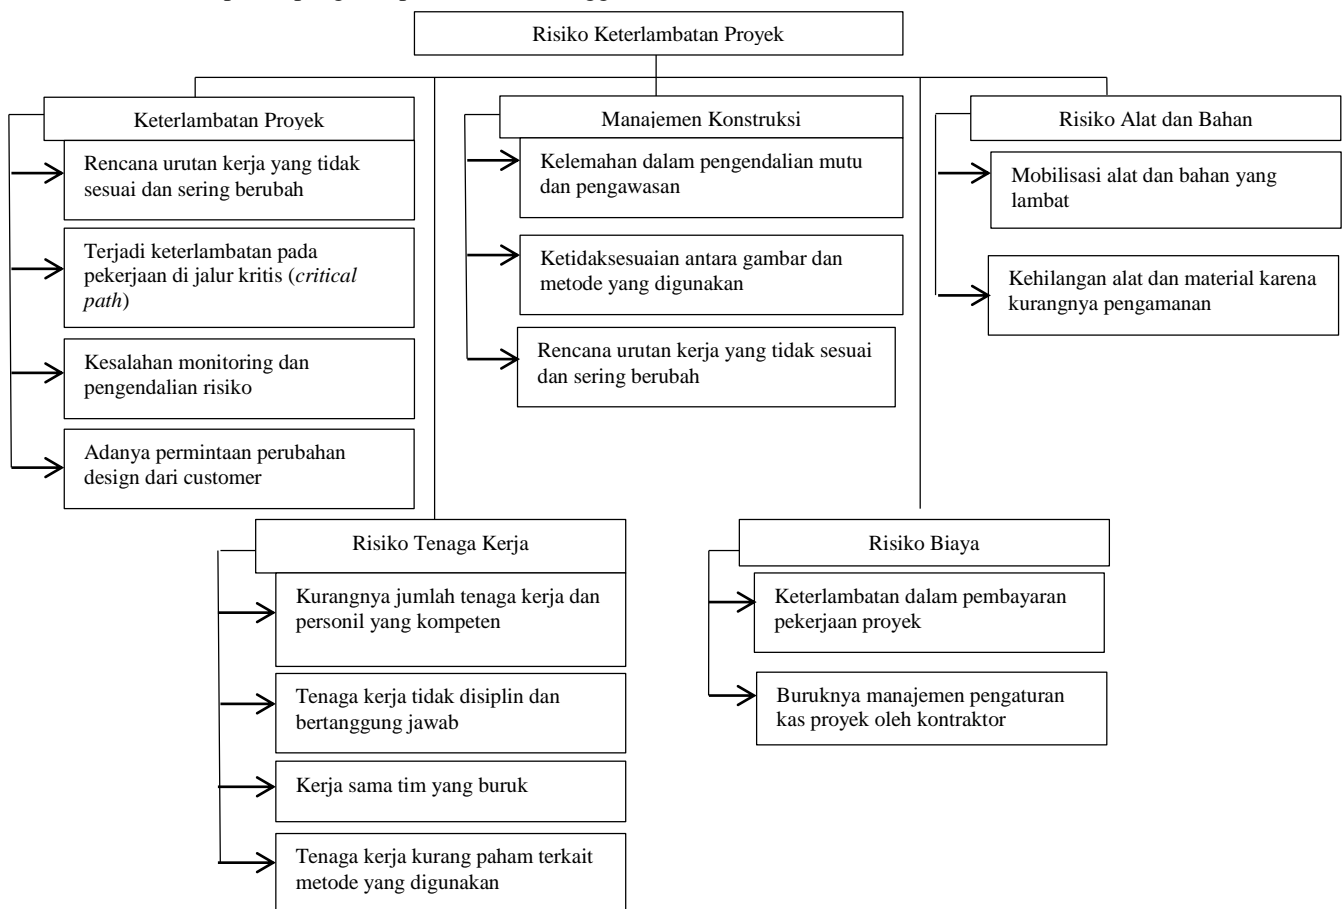 Risiko Keterlambatan Proyek
Keterlambatan Proyek
Rencana urutan kerja yang tidak
sesuai dan sering berubah
Terjadi keterlambatan pada
pekerjaan di jalur kritis (critical
path)
Kesalahan monitoring dan
pengendalian risiko
Adanya permintaan perubahan
design dari customer
Manajemen Konstruksi
Kelemahan dalam pengendalian mutu
dan pengawasan
Ketidaksesuaian antara gambar dan
metode yang digunakan
Rencana urutan kerja yang tidak sesuai
dan sering berubah
Risiko Alat dan Bahan
Mobilisasi alat dan bahan yang
lambat
Kehilangan alat dan material karena
kurangnya pengamanan
Risiko Tenaga Kerja
Kurangnya jumlah tenaga kerja dan
personil yang kompeten
Tenaga kerja tidak disiplin dan
bertanggung jawab
Kerja sama tim yang buruk
Tenaga kerja kurang paham terkait
metode yang digunakan
Risiko Biaya
Keterlambatan dalam pembayaran
pekerjaan proyek
Buruknya manajemen pengaturan
kas proyek oleh kontraktor